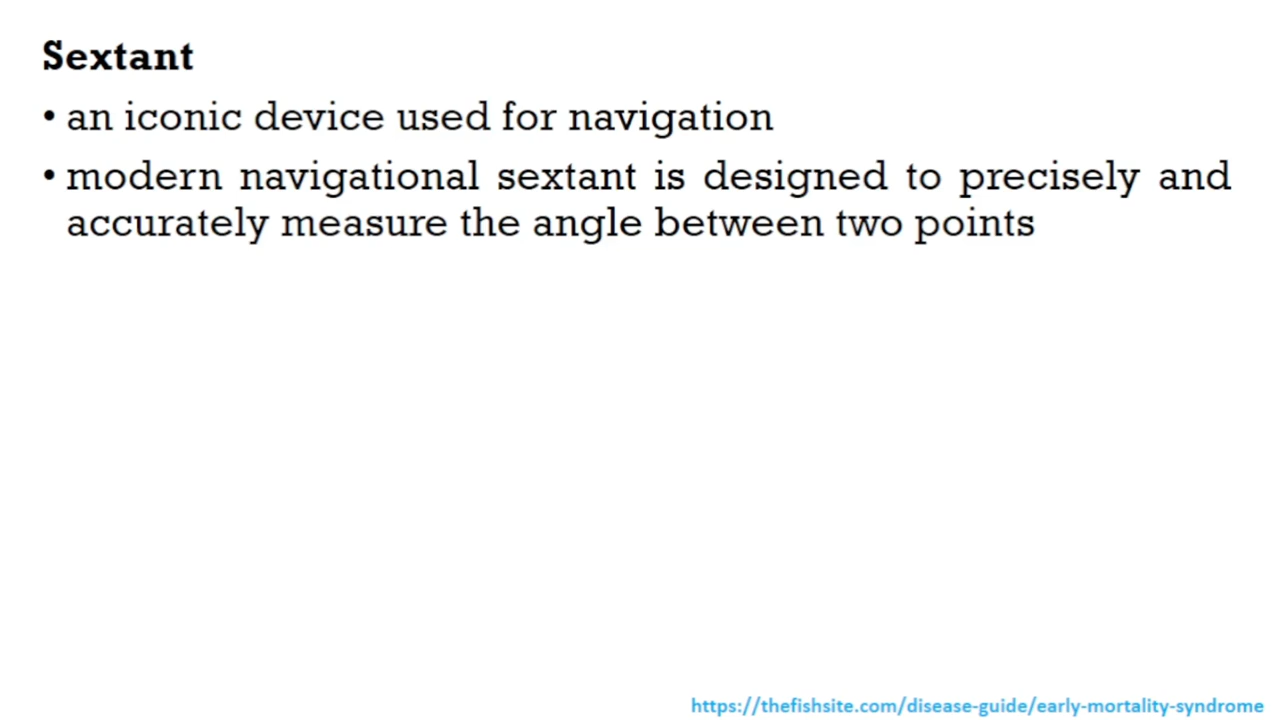 Sextant
• an iconic device used for navigation
• modern navigational sextant is designed to precisely and
accurately measure the angle between two points
https://thefishsite.com/disease-guide/early-mortality-syndrome